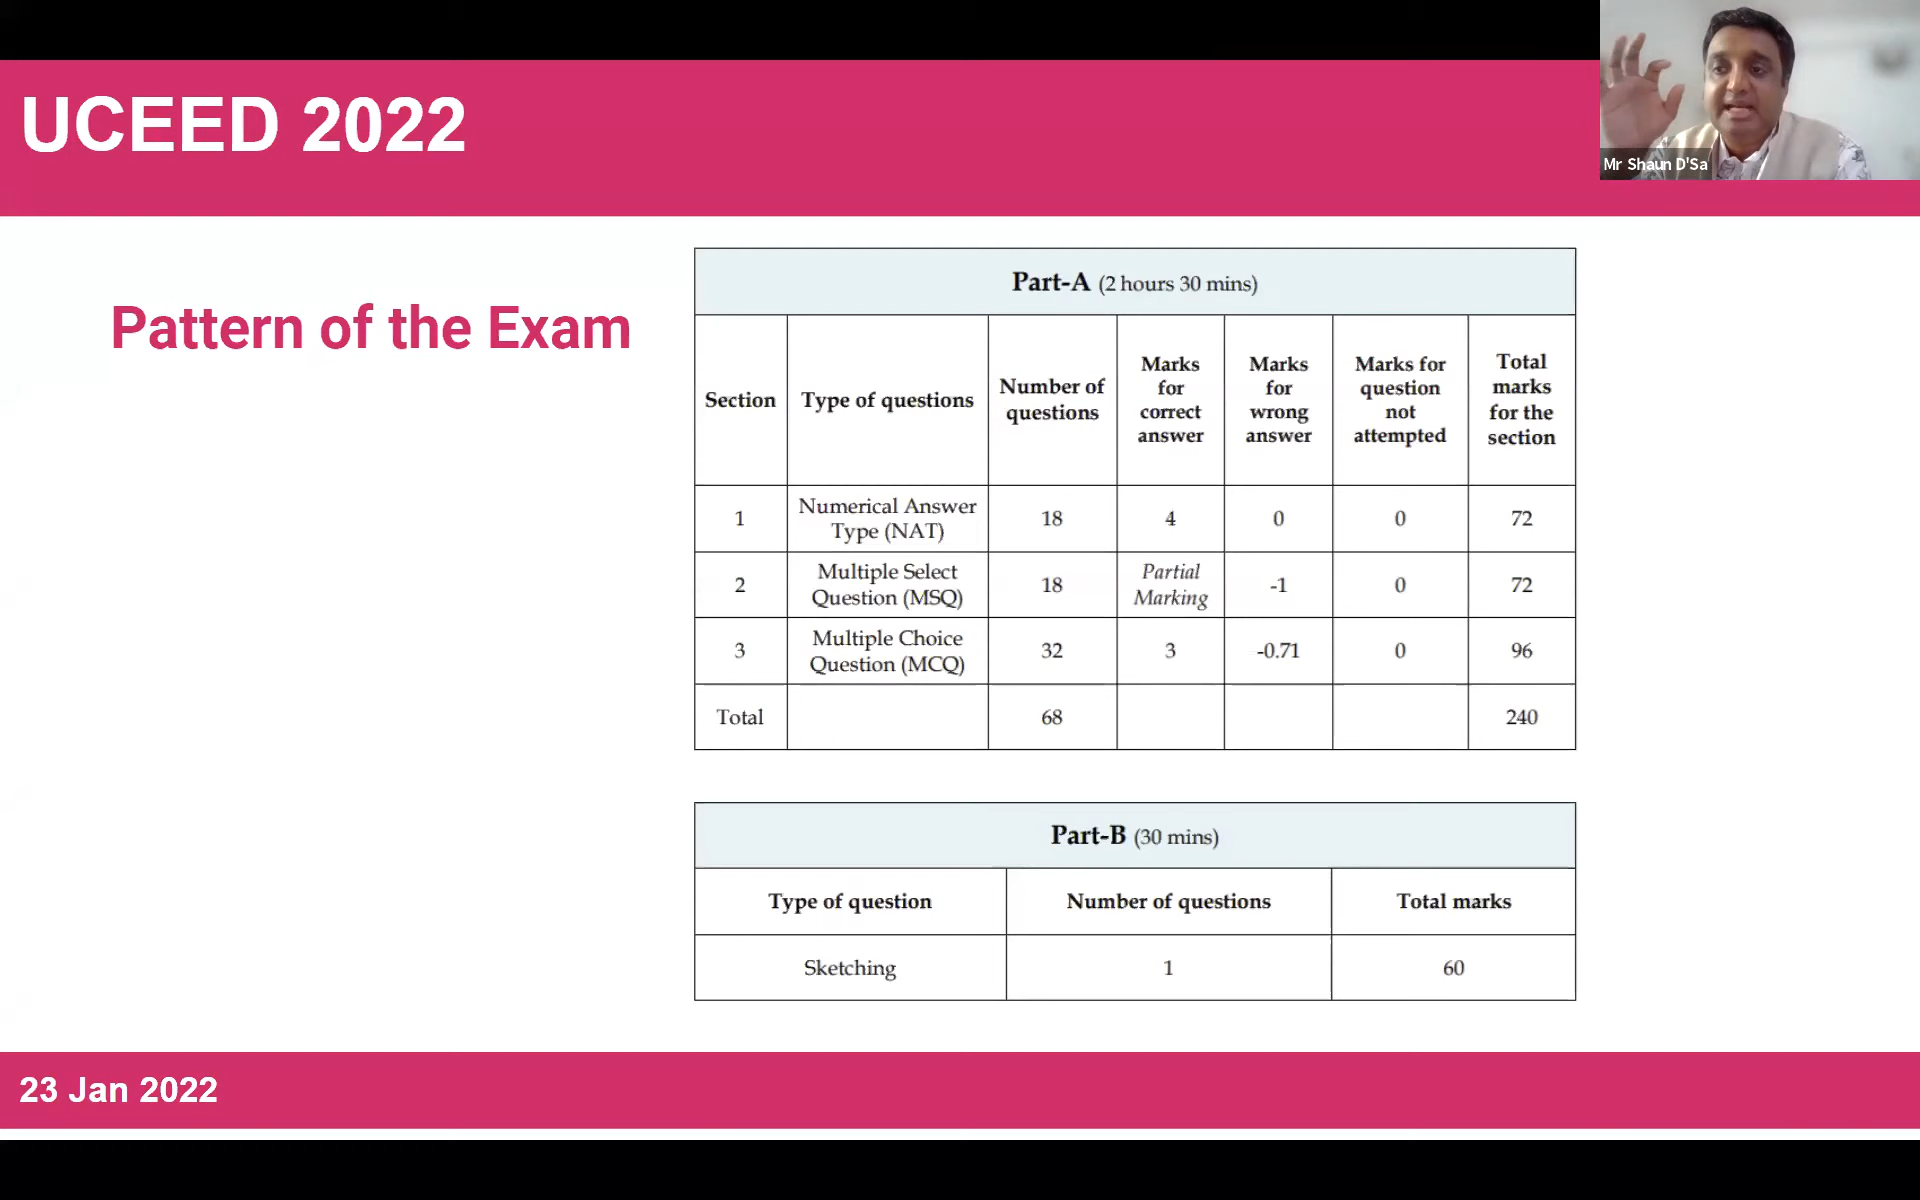 UCEED 2022
Mr Shaun D'Sa
Pattern of the Exam
Part-A (2 hours 30 mins)
Section
Type of questions
Number of
questions
Marks
for
correct
answer
Marks
for
wrong
answer
Marks for
question
not
attempted
Total
marks
for the
section
1
Numerical Answer
Type (NAT)
18
4
0
0
72
2
Multiple Select
Question (MSQ)
18
Partial
Marking
-1
0
72
3
Multiple Choice
Question (MCQ)
32
3
-0.71
0
96
Total
68
240
Part-B (30 mins)
Type of question
Number of questions
Total marks
Sketching
1
60
23 Jan 2022